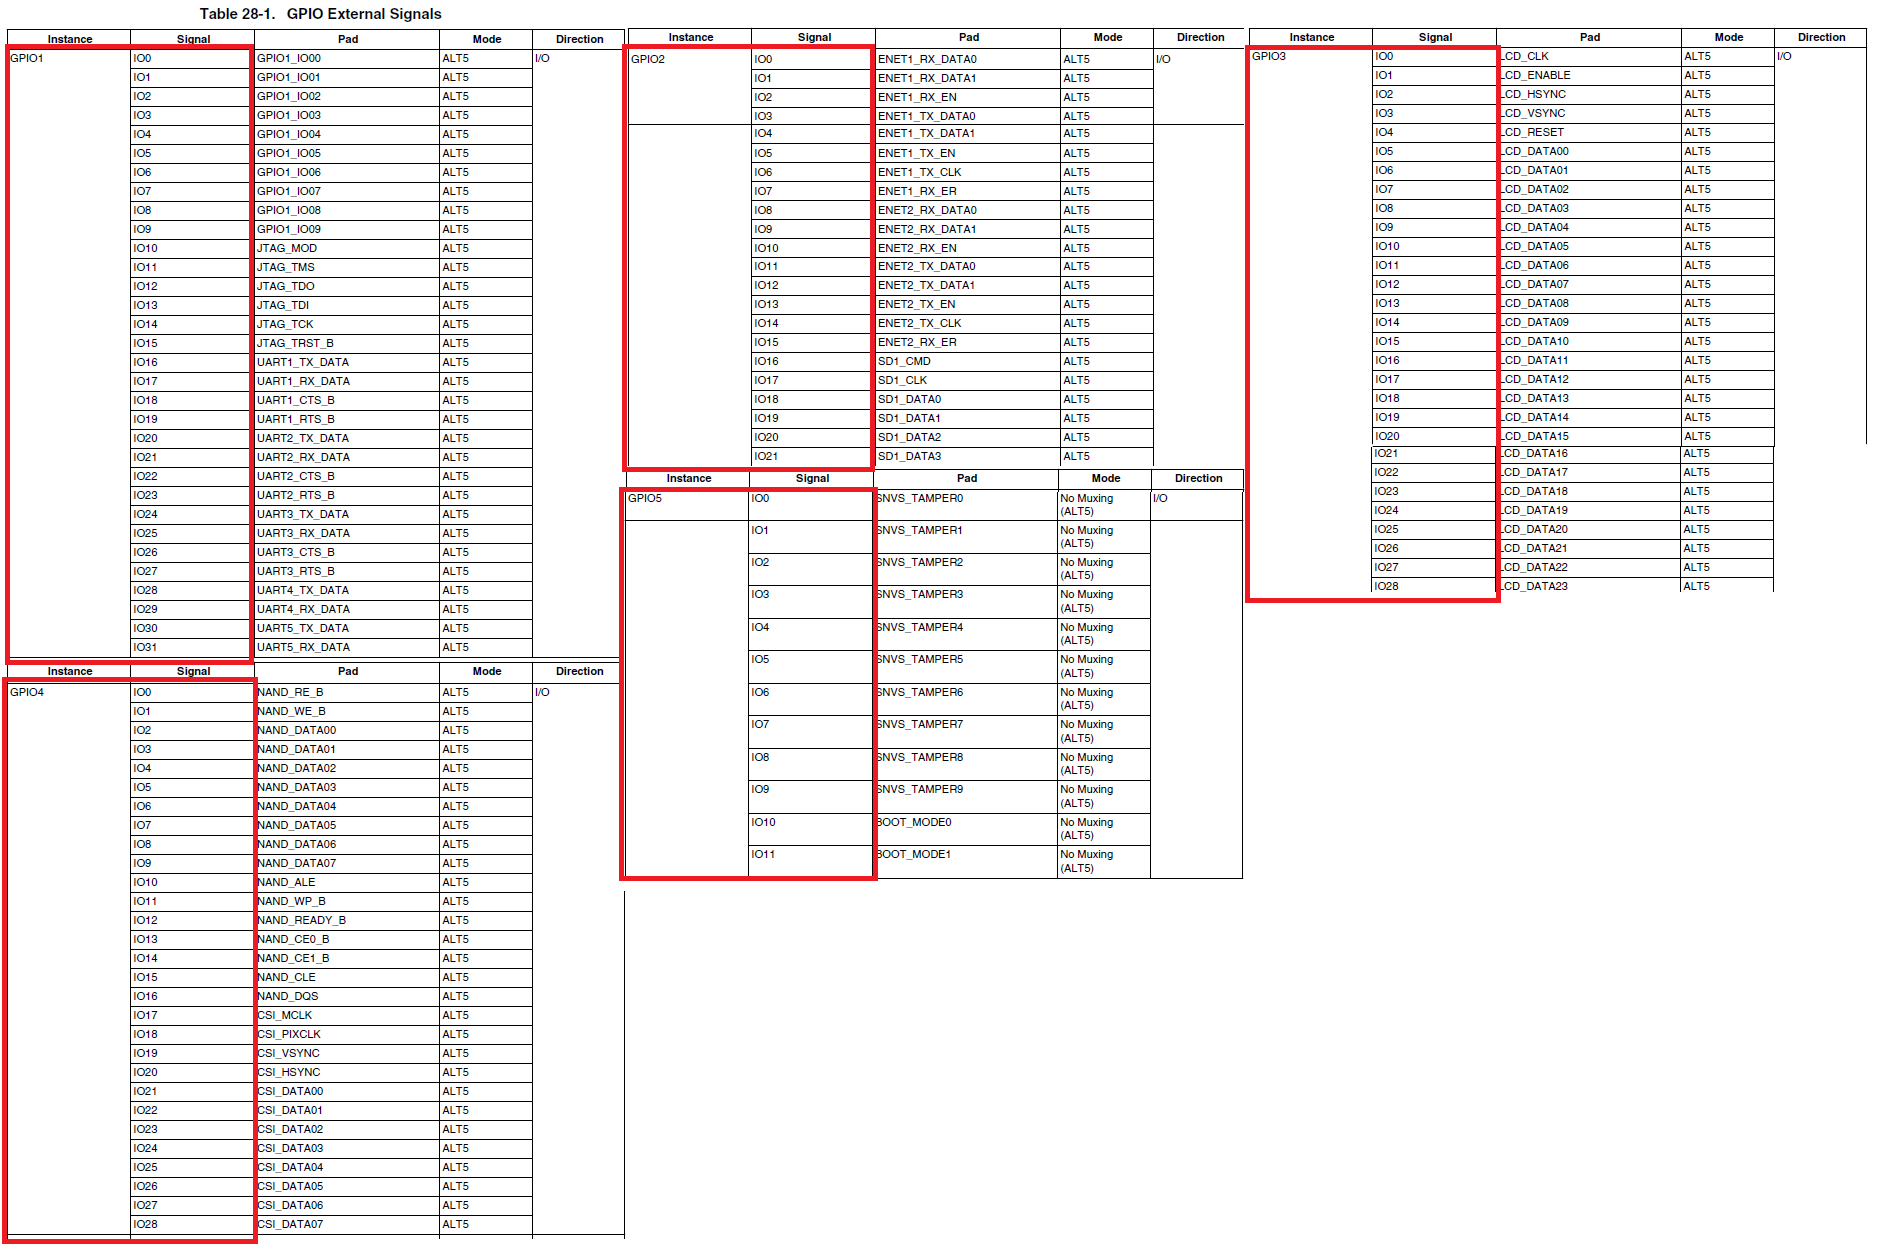 Table 28-1. GPIO External Signals
Instance Signal Pad Mode Direction
GPIO1 IO0 GPIO1_IO00 ALT5 I/O
IO1 GPIO1_IO01 ALT5
IO2 GPIO1_IO02 ALT5
IO3 GPIO1_IO03 ALT5
IO4 GPIO1_IO04 ALT5
IO5 GPIO1_IO05 ALT5
IO6 GPIO1_IO06 ALT5
IO7 GPIO1_IO07 ALT5
IO8 GPIO1_IO08 ALT5
IO9 GPIO1_IO09 ALT5
IO10 JTAG_MOD ALT5
IO11 JTAG_TMS ALT5
IO12 JTAG_TDO ALT5
IO13 JTAG_TDI ALT5
IO14 JTAG_TCK ALT5
IO15 JTAG_TRST_B ALT5
IO16 UART1_TX_DATA ALT5
IO17 UART1_RX_DATA ALT5
IO18 UART1_CTS_B ALT5
IO19 UART1_RTS_B ALT5
IO20 UART2_TX_DATA ALT5
IO21 UART2_RX_DATA ALT5
IO22 UART2_CTS_B ALT5
IO23 UART2_RTS_B ALT5
IO24 UART3_TX_DATA ALT5
IO25 UART3_RX_DATA ALT5
IO26 UART3_CTS_B ALT5
IO27 UART3_RTS_B ALT5
IO28 UART4_TX_DATA ALT5
IO29 UART4_RX_DATA ALT5
IO30 UART5_TX_DATA ALT5
IO31 UART5_RX_DATA ALT5
Instance Signal Pad Mode Direction
GPIO4 IO0 NAND_RE_B ALT5 I/O
IO1 NAND_WE_B ALT5
IO2 NAND_DATA00 ALT5
IO3 NAND_DATA01 ALT5
IO4 NAND_DATA02 ALT5
IO5 NAND_DATA03 ALT5
IO6 NAND_DATA04 ALT5
IO7 NAND_DATA05 ALT5
IO8 NAND_DATA06 ALT5
IO9 NAND_DATA07 ALT5
IO10 NAND_ALE ALT5
IO11 NAND_WP_B ALT5
IO12 NAND_READY_B ALT5
IO13 NAND_CE0_B ALT5
IO14 NAND_CE1_B ALT5
IO15 NAND_CLE ALT5
IO16 NAND_DQS ALT5
IO17 CSI_MCLK ALT5
IO18 CSI_PIXCLK ALT5
IO19 CSI_VSYNC ALT5
IO20 CSI_HSYNC ALT5
IO21 CSI_DATA00 ALT5
IO22 CSI_DATA01 ALT5
IO23 CSI_DATA02 ALT5
IO24 CSI_DATA03 ALT5
IO25 CSI_DATA04 ALT5
IO26 CSI_DATA05 ALT5
IO27 CSI_DATA06 ALT5
IO28 CSI_DATA07 ALT5
Instance Signal Pad Mode Direction
GPIO2 IO0 ENET1_RX_DATA0 ALT5 I/O
IO1 ENET1_RX_DATA1 ALT5
IO2 ENET1_RX_EN ALT5
IO3 ENET1_TX_DATA0 ALT5
IO4 ENET1_TX_DATA1 ALT5
IO5 ENET1_TX_EN ALT5
IO6 ENET1_TX_CLK ALT5
IO7 ENET1_RX_ER ALT5
IO8 ENET2_RX_DATA0 ALT5
IO9 ENET2_RX_DATA1 ALT5
IO10 ENET2_RX_EN ALT5
IO11 ENET2_TX_DATA0 ALT5
IO12 ENET2_TX_DATA1 ALT5
IO13 ENET2_TX_EN ALT5
IO14 ENET2_TX_CLK ALT5
IO15 ENET2_RX_ER ALT5
IO16 SD1_CMD ALT5
IO17 SD1_CLK ALT5
IO18 SD1_DATA0 ALT5
IO19 SD1_DATA1 ALT5
IO20 SD1_DATA2 ALT5
IO21 SD1_DATA3 ALT5
Instance Signal Pad Mode Direction
GPIO5 IO0 SNVS_TAMPER0 No Muxing I/O
(ALT5)
IO1 SNVS_TAMPER1 No Muxing
(ALT5)
IO2 SNVS_TAMPER2 No Muxing
(ALT5)
IO3 SNVS_TAMPER3 No Muxing
(ALT5)
IO4 SNVS_TAMPER4 No Muxing
(ALT5)
IO5 SNVS_TAMPER5 No Muxing
(ALT5)
IO6 SNVS_TAMPER6 No Muxing
(ALT5)
IO7 SNVS_TAMPER7 No Muxing
(ALT5)
IO8 SNVS_TAMPER8 No Muxing
(ALT5)
IO9 SNVS_TAMPER9 No Muxing
(ALT5)
IO10 BOOT_MODE0 No Muxing
(ALT5)
IO11 BOOT_MODE1 No Muxing
(ALT5)
Instance Signal Pad Mode Direction
GPIO3 IO0 LCD_CLK ALT5 I/O
IO1 LCD_ENABLE ALT5
IO2 LCD_HSYNC ALT5
IO3 LCD_VSYNC ALT5
IO4 LCD_RESET ALT5
IO5 LCD_DATA00 ALT5
IO6 LCD_DATA01 ALT5
IO7 LCD_DATA02 ALT5
IO8 LCD_DATA03 ALT5
IO9 LCD_DATA04 ALT5
IO10 LCD_DATA05 ALT5
IO11 LCD_DATA06 ALT5
IO12 LCD_DATA07 ALT5
IO13 LCD_DATA08 ALT5
IO14 LCD_DATA09 ALT5
IO15 LCD_DATA10 ALT5
IO16 LCD_DATA11 ALT5
IO17 LCD_DATA12 ALT5
IO18 LCD_DATA13 ALT5
IO19 LCD_DATA14 ALT5
IO20 LCD_DATA15 ALT5
IO21 LCD_DATA16 ALT5
IO22 LCD_DATA17 ALT5
IO23 LCD_DATA18 ALT5
IO24 LCD_DATA19 ALT5
IO25 LCD_DATA20 ALT5
IO26 LCD_DATA21 ALT5
IO27 LCD_DATA22 ALT5
IO28 LCD_DATA23 ALT5